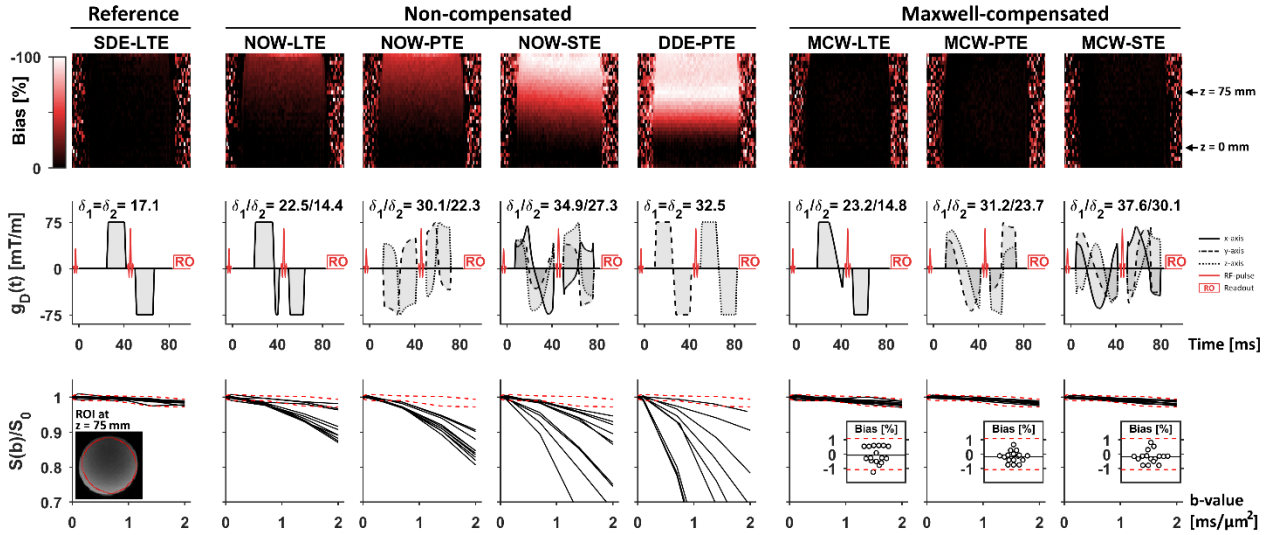 Reference Non-compensated Maxwell-compensated
SDE-LTE NOW-LTE NOW-PTE NOW-STE DDE-PTE MCW-LTE MCW-PTE MCW-STE
-100
Bias [%]
0
z = 75 mm
z = 0 mm
δ1=δ2= 17.1 δ1/δ2= 22.5/14.4 δ1/δ2= 30.1/22.3 δ1/δ2= 34.9/27.3 δ1=δ2= 32.5 δ1/δ2= 23.2/14.8 δ1/δ2= 31.2/23.7 δ1/δ2= 37.6/30.1
gD(t) [mT/m]
75
0
-75
RO RO RO RO RO RO RO RO
x-axis
y-axis
z-axis
RF-pulse
RO Readout
0 40 80 0 40 80 0 40 80 0 40 80 0 40 80 0 40 80 0 40 80 0 40 80 Time [ms]
S(b)/S0
1
0.9
0.8
0.7
ROI at
z = 75 mm
Bias [%] Bias [%] Bias [%]
1 1 1
0 0 0
-1 -1 -1
0 1 2 0 1 2 0 1 2 0 1 2 0 1 2 0 1 2 0 1 2 0 1 2
b-value
[ms/μm²]